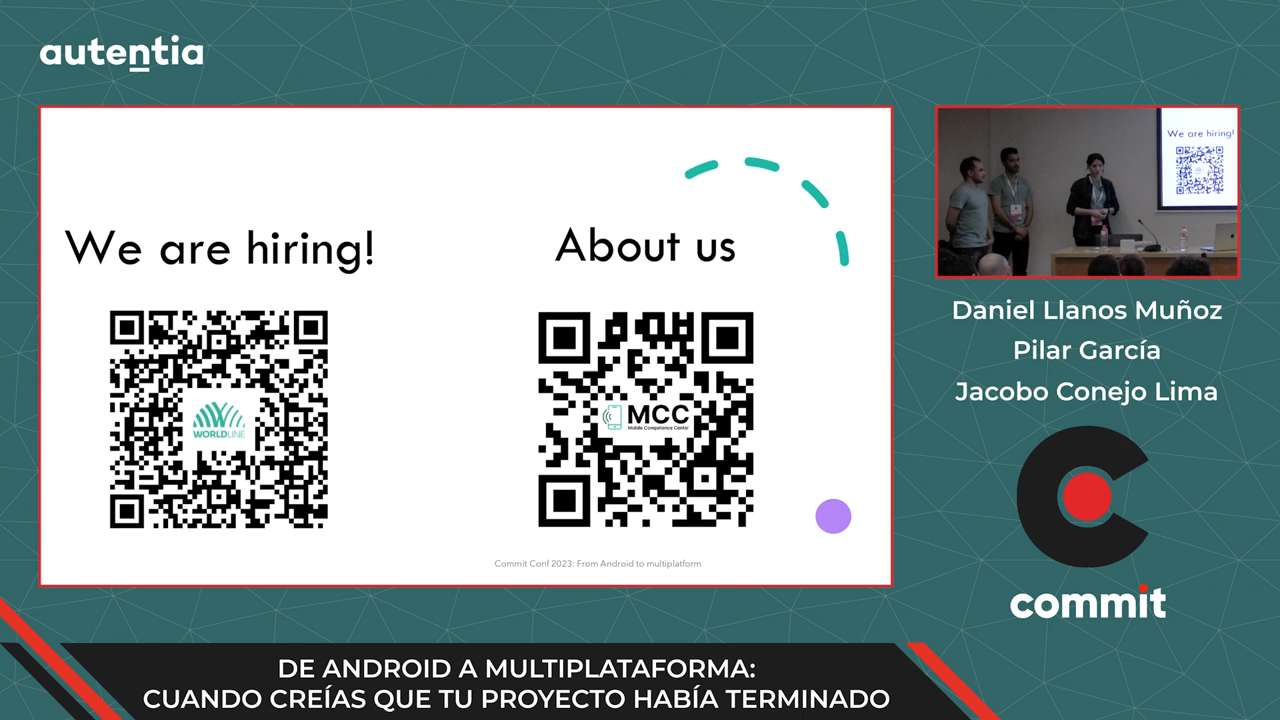 autentia
We are hiring!
About us
WORLDLINE
MCC
Mobile Competence Center
Commit Conf 2023: From Android to multiplatform
We are hiring!
Daniel Llanos Muñoz
Pilar García
Jacobo Conejo Lima
commit
DE ANDROID A MULTIPLATAFORMA:
CUANDO CREÍAS QUE TU PROYECTO HABÍA TERMINADO